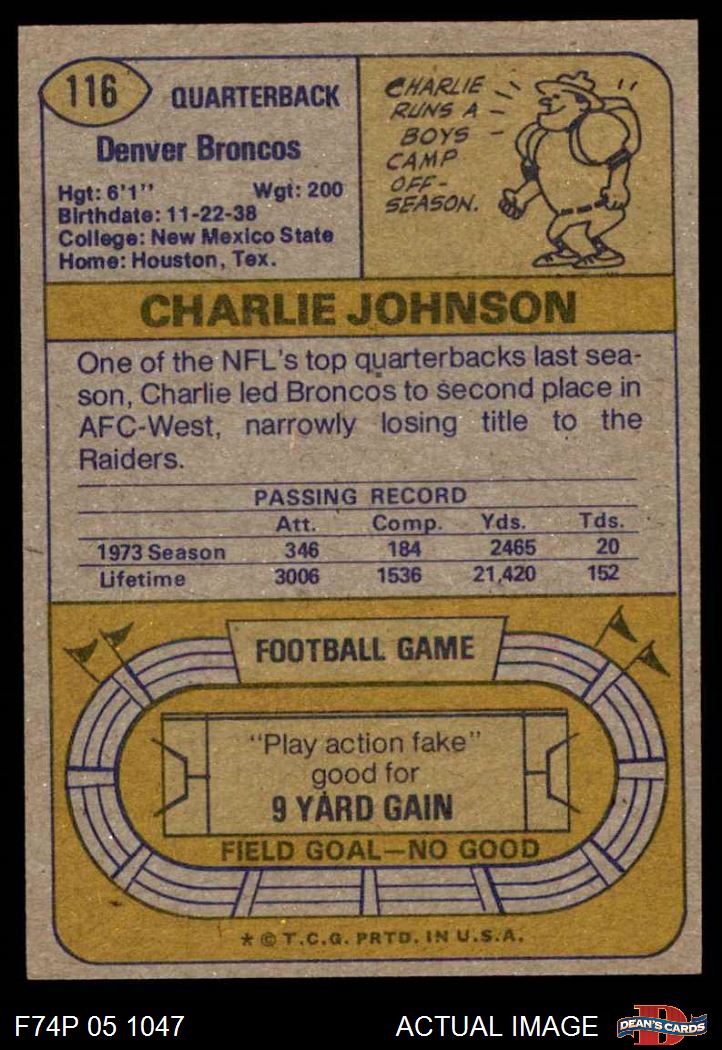 116
QUARTERBACK
Denver Broncos
Hgt: 6'1" Wgt: 200
Birthdate: 11-22-38
College: New Mexico State
Home: Houston, Tex.
CHARLIE
RUNS A
BOYS
CAMP
OFF-
SEASON.
CHARLIE JOHNSON
One of the NFL's top quarterbacks last sea-
son, Charlie led Broncos to second place in
AFC-West, narrowly losing title to the
Raiders.
PASSING RECORD
Att. Comp. Yds. Tds.
1973 Season 346 184 2465 20
Lifetime 3006 1536 21,420 152
FOOTBALL GAME
"Play action fake"
good for
9 YARD GAIN
FIELD GOAL—NO GOOD
* © T.C.G. PRTD. IN U.S.A.
F74P 05 1047 ACTUAL IMAGE
D
DEAN'S CARDS